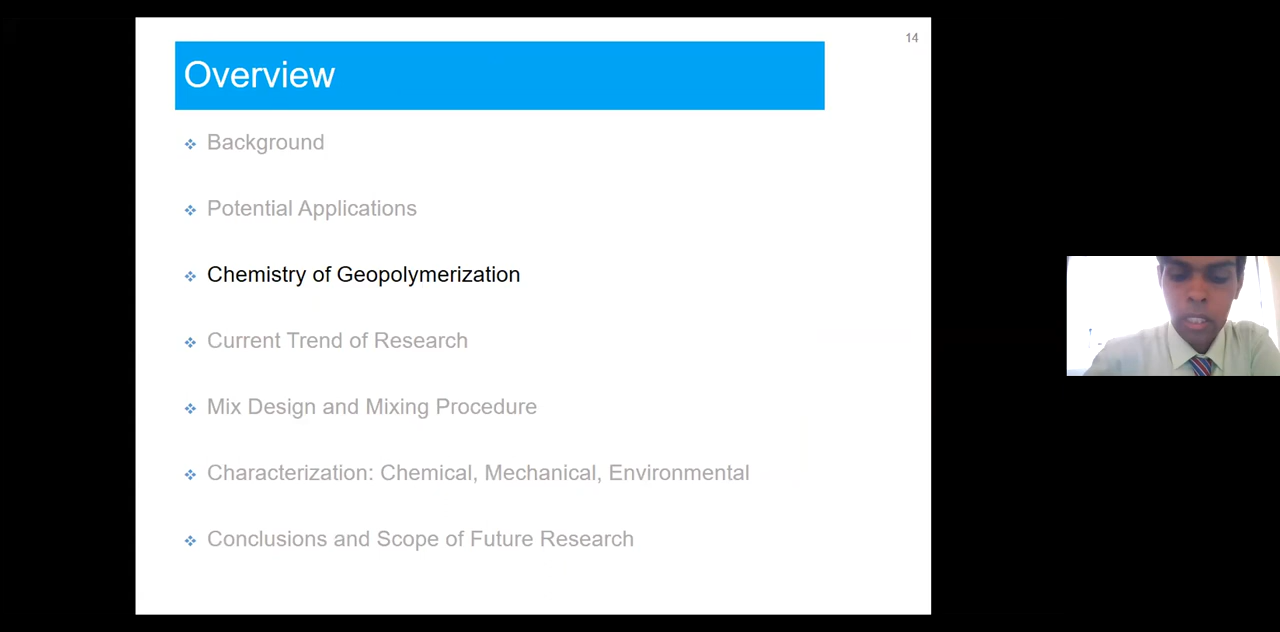 14
Overview
Background
Potential Applications
Chemistry of Geopolymerization
Current Trend of Research
Mix Design and Mixing Procedure
Characterization: Chemical, Mechanical, Environmental
Conclusions and Scope of Future Research